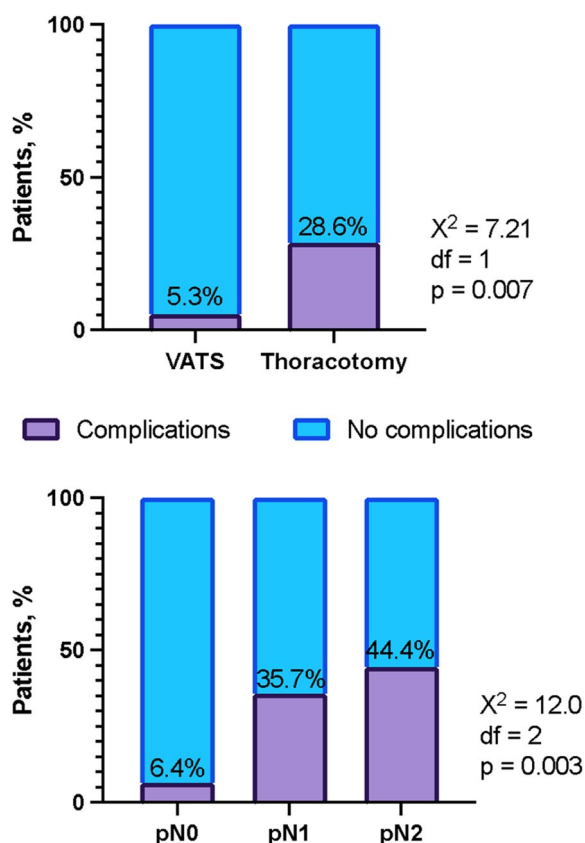 100
50
0
Patients, %
5.3%
28.6%
VATS
Thoracotomy
X² = 7.21
df = 1
p = 0.007
Complications
No complications
100
50
0
Patients, %
6.4%
35.7%
44.4%
pN0
pN1
pN2
X² = 12.0
df = 2
p = 0.003